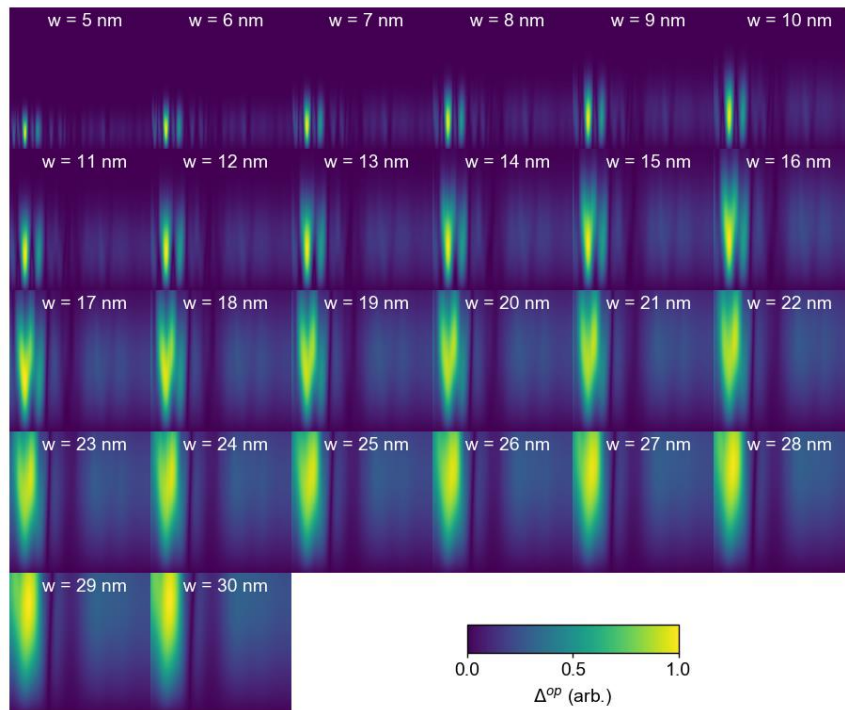 w = 5 nm w = 6 nm w = 7 nm w = 8 nm w = 9 nm w = 10 nm
w = 11 nm w = 12 nm w = 13 nm w = 14 nm w = 15 nm w = 16 nm
w = 17 nm w = 18 nm w = 19 nm w = 20 nm w = 21 nm w = 22 nm
w = 23 nm w = 24 nm w = 25 nm w = 26 nm w = 27 nm w = 28 nm
w = 29 nm w = 30 nm
0.0 0.5 1.0
Δᵒᵖ (arb.)